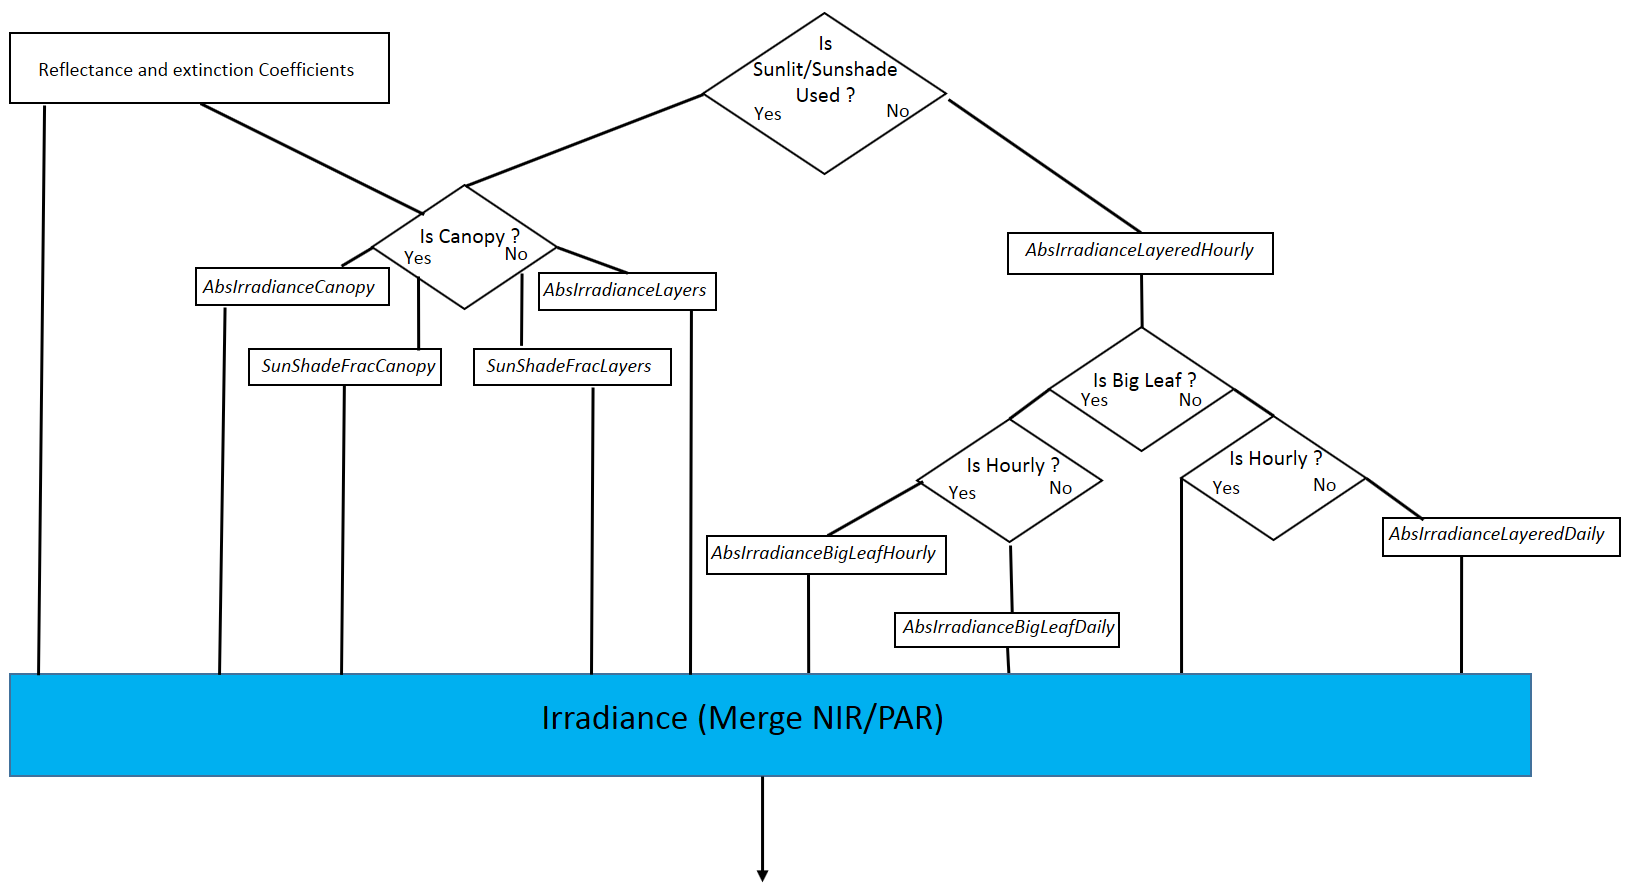 Is
Sunlit/Sunshade
Used ?
Yes
No
Reflectance and extinction Coefficients
Is Canopy ?
Yes
No
AbsIrradianceCanopy
AbsIrradianceLayers
SunShadeFracCanopy
SunShadeFracLayers
AbsIrradianceLayeredHourly
Is Big Leaf ?
Yes
No
Is Hourly ?
Yes
No
Is Hourly ?
Yes
No
AbsIrradianceBigLeafHourly
AbsIrradianceLayeredDaily
AbsIrradianceBigLeafDaily
Irradiance (Merge NIR/PAR)